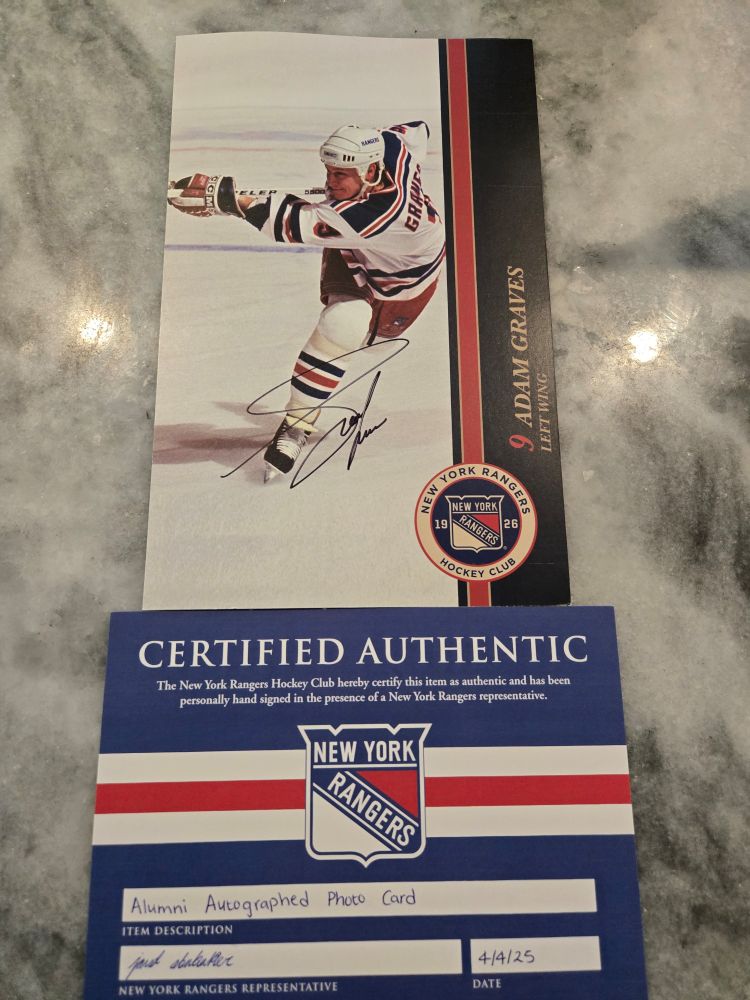 RANGERS
GRAVES
9 ADAM GRAVES
LEFT WING
NEW YORK RANGERS
19 26
NEW YORK
RANGERS
HOCKEY CLUB
CERTIFIED AUTHENTIC
The New York Rangers Hockey Club hereby certify this item as authentic and has been
personally hand signed in the presence of a New York Rangers representative.
NEW YORK
RANGERS
Alumni Autographed Photo Card
ITEM DESCRIPTION
4/4/25
NEW YORK RANGERS REPRESENTATIVE
DATE